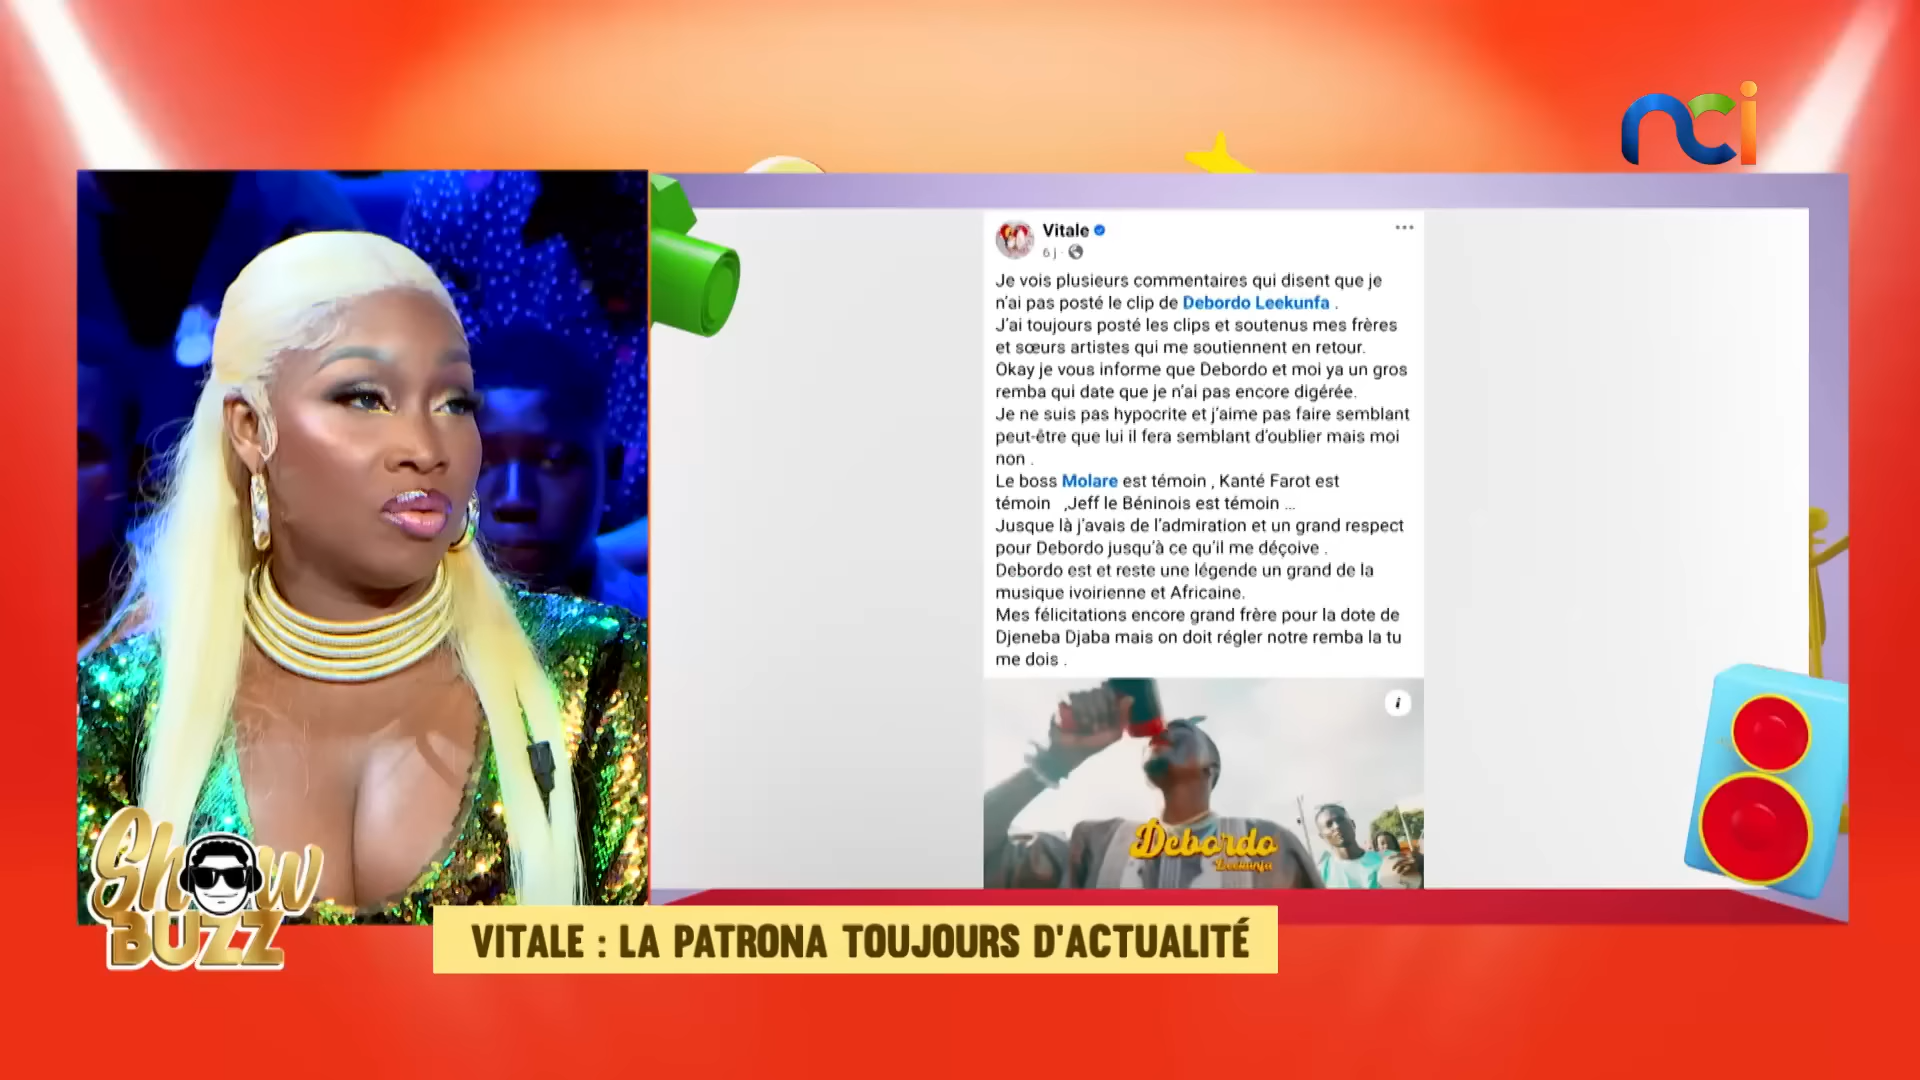 nci
Vitale
6 j
Je vois plusieurs commentaires qui disent que je
n'ai pas posté le clip de Debordo Leekunfa .
J'ai toujours posté les clips et soutenus mes frères
et sœurs artistes qui me soutiennent en retour.
Okay je vous informe que Debordo et moi ya un gros
remba qui date que je n'ai pas encore digérée.
Je ne suis pas hypocrite et j'aime pas faire semblant
peut-être que lui il fera semblant d'oublier mais moi
non .
Le boss Molare est témoin , Kanté Farot est
témoin ,Jeff le Béninois est témoin ...
Jusque là j'avais de l'admiration et un grand respect
pour Debordo jusqu'à ce qu'il me déçoive .
Debordo est et reste une légende un grand de la
musique ivoirienne et Africaine.
Mes félicitations encore grand frère pour la dote de
Djeneba Djaba mais on doit régler notre remba la tu
me dois .
i
Debordo
Leekunfa
Show
BUZZ
VITALE : LA PATRONA TOUJOURS D'ACTUALITÉ